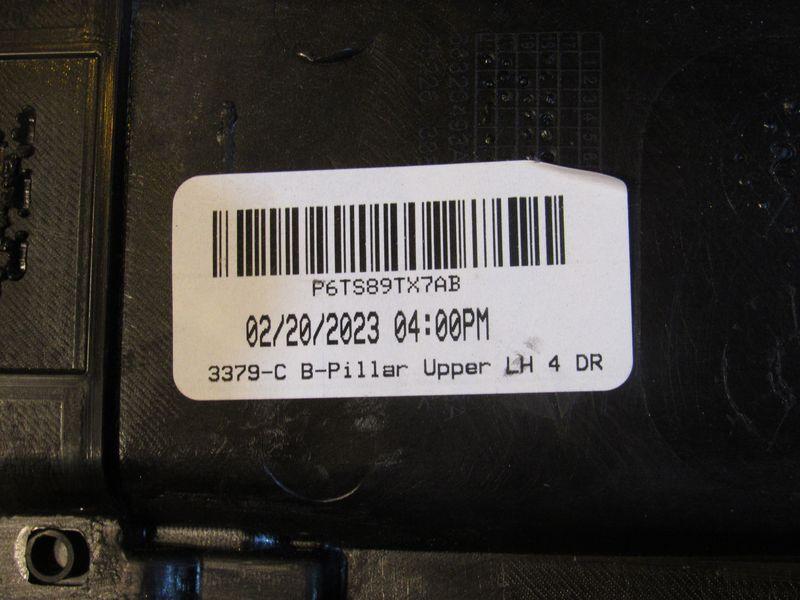 P6TS89TX7AB
02/20/2023 04:00PM
3379-C B-Pillar Upper LH 4 DR